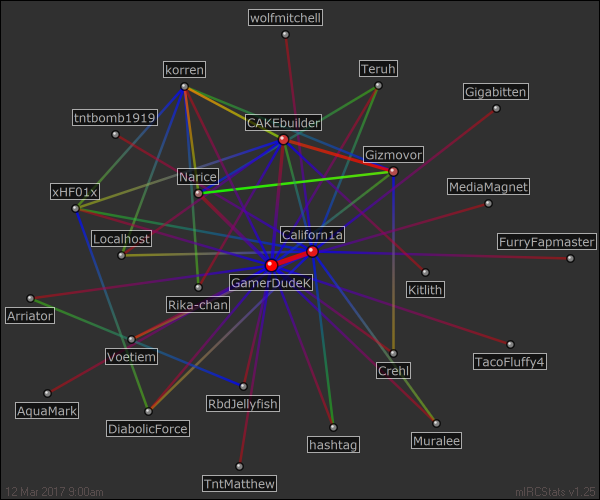 wolfmitchell
korren
Teruh
Gigabitten
tntbomb1919
CAKEbuilder
Gizmovor
Narice
xHF01x
MediaMagnet
Localhost
Californ1a
FurryFapmaster
GamerDudeK
Kitlith
Rika-chan
Arriator
Voetiem
TacoFluffy4
Crehl
AquaMark
RbdJellyfish
DiabolicForce
hashtag
Muralee
TntMatthew
12 Mar 2017 9:00am
mIRCStats v1.25